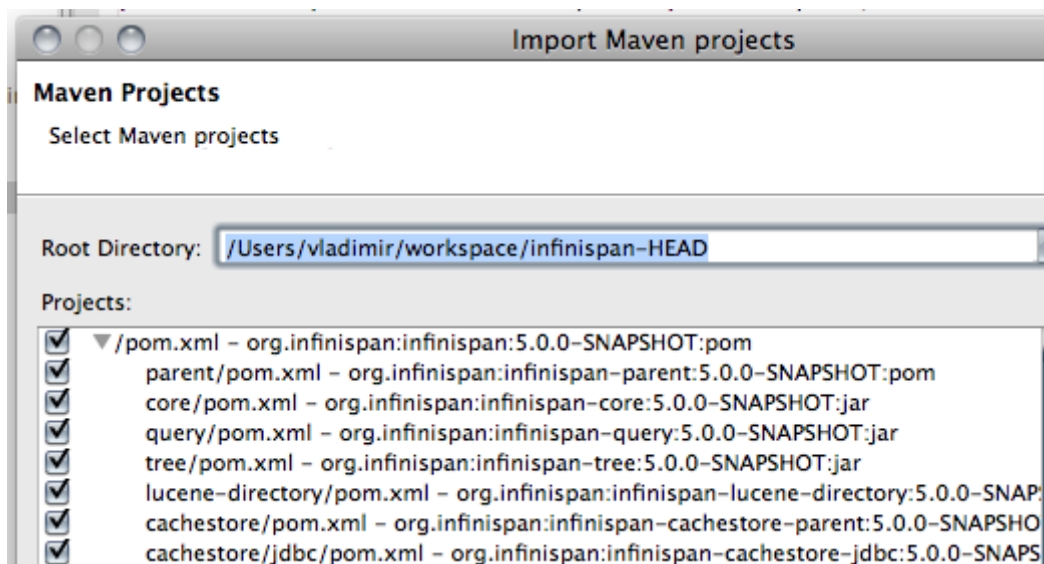 Import Maven projects
Maven Projects
Select Maven projects
Root Directory: /Users/vladimir/workspace/infinispan-HEAD
Projects:
/pom.xml – org.infinispan:infinispan:5.0.0-SNAPSHOT:pom
parent/pom.xml – org.infinispan:infinispan-parent:5.0.0-SNAPSHOT:pom
core/pom.xml – org.infinispan:infinispan-core:5.0.0-SNAPSHOT:jar
query/pom.xml – org.infinispan:infinispan-query:5.0.0-SNAPSHOT:jar
tree/pom.xml – org.infinispan:infinispan-tree:5.0.0-SNAPSHOT:jar
lucene-directory/pom.xml – org.infinispan:infinispan-lucene-directory:5.0.0-SNAP
cachestore/pom.xml – org.infinispan:infinispan-cachestore-parent:5.0.0-SNAPSHO
cachestore/jdbc/pom.xml – org.infinispan:infinispan-cachestore-jdbc:5.0.0-SNAPS